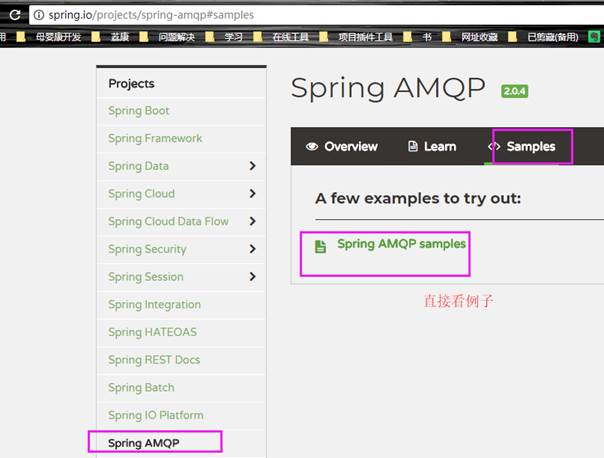 spring.io/projects/spring-amqp#samples
用 母婴康开发 蓝康 问题解决 学习 在线工具 项目插件工具 书 网址收藏 已剪藏(备用)
Projects
Spring Boot
Spring Framework
Spring Data
Spring Cloud
Spring Cloud Data Flow
Spring Security
Spring Session
Spring Integration
Spring HATEOAS
Spring REST Docs
Spring Batch
Spring IO Platform
Spring AMQP
Spring AMQP 2.0.4
Overview Learn Samples
A few examples to try out:
Spring AMQP samples
直接看例子